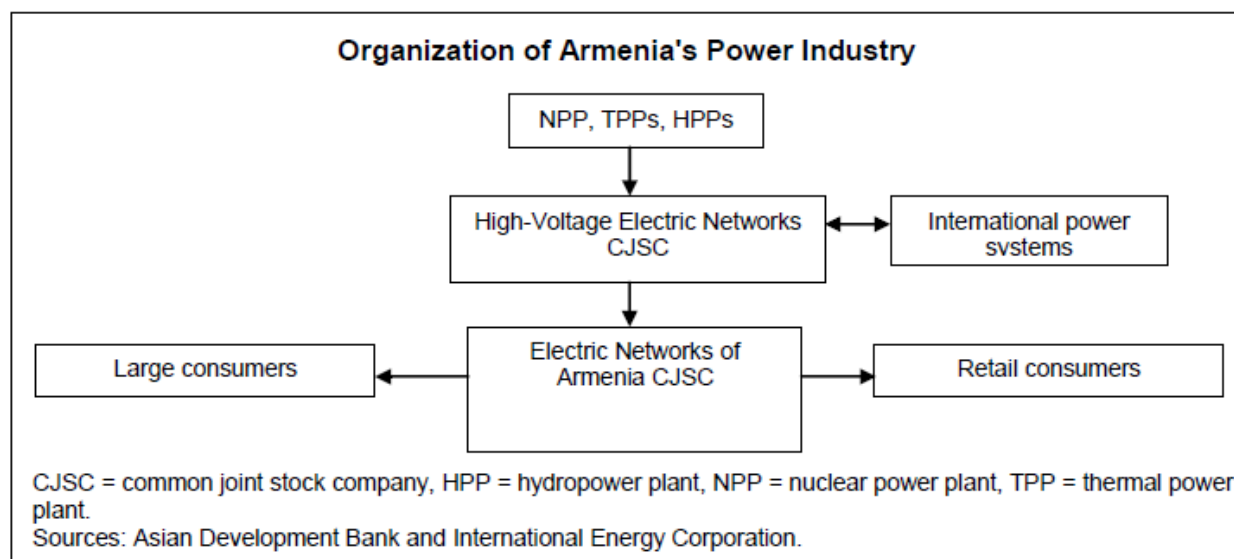 Organization of Armenia's Power Industry
NPP, TPPs, HPPs
High-Voltage Electric Networks
CJSC
International power
systems
Large consumers
Electric Networks of
Armenia CJSC
Retail consumers
CJSC = common joint stock company, HPP = hydropower plant, NPP = nuclear power plant, TPP = thermal power
plant.
Sources: Asian Development Bank and International Energy Corporation.